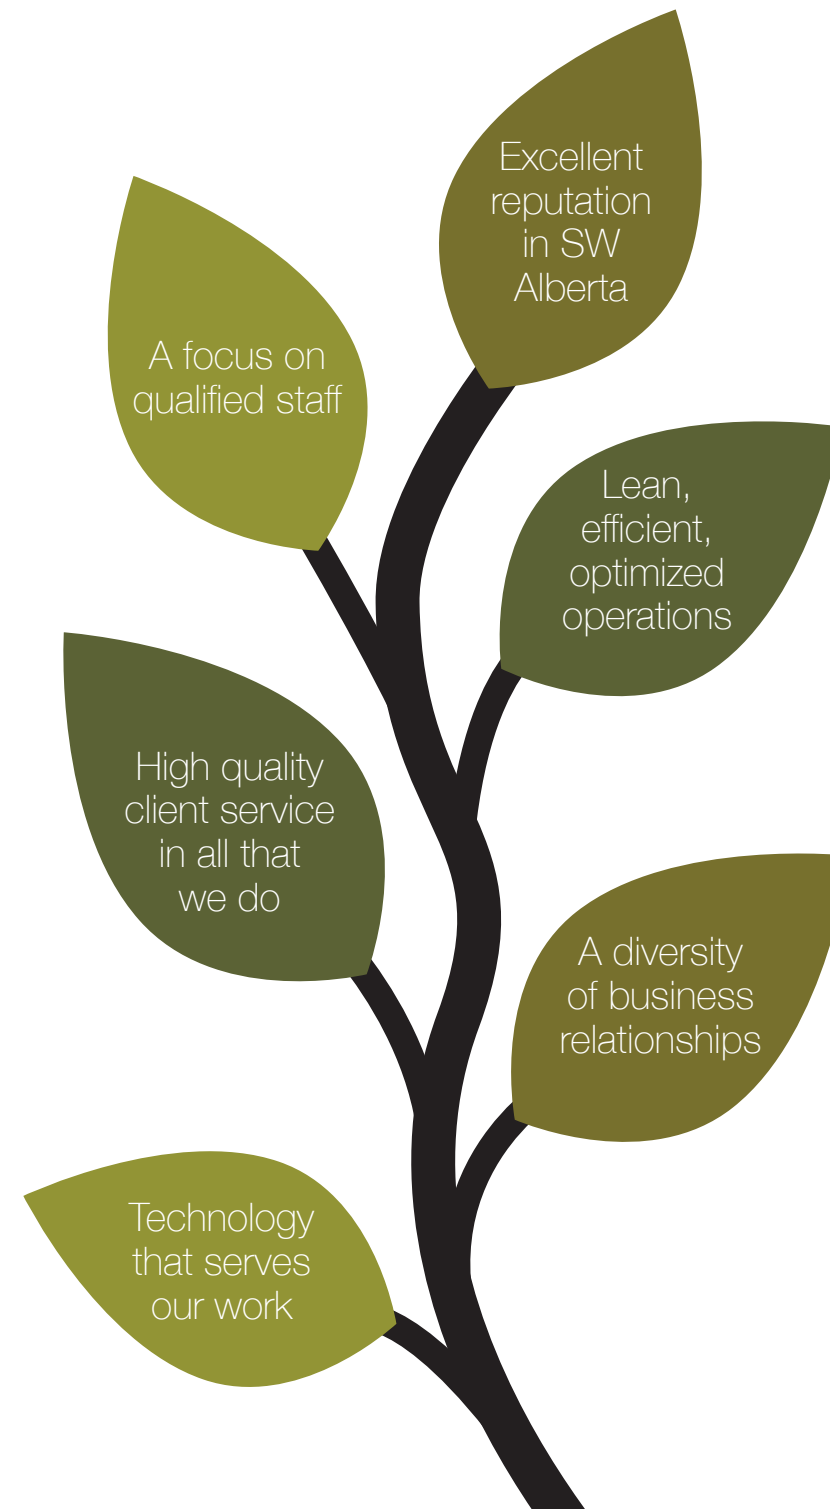 Excellent
reputation
in SW
Alberta
A focus on
qualified staff
Lean,
efficient,
optimized
operations
High quality
client service
in all that
we do
A diversity
of business
relationships
Technology
that serves
our work